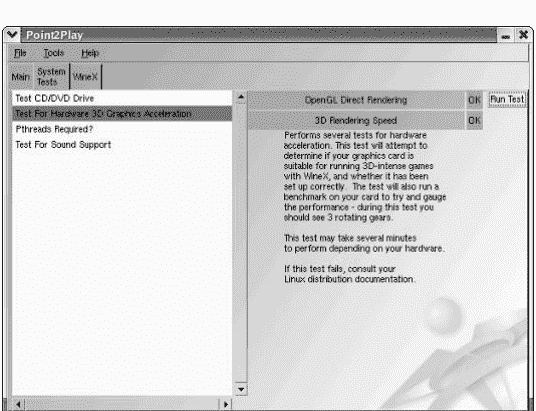 Point2Play
File Tools Help
Main System Tests WineX
Test CD/DVD Drive
Test For Hardware 3D Graphics Acceleration
Pthreads Required?
Test For Sound Support
OpenGL Direct Rendering OK Run Test
3D Rendering Speed OK
Performs several tests for hardware
acceleration. This test will attempt to
determine if your graphics card is
suitable for running 3D-intense games
with WineX, and whether it has been
set up correctly. The test will also run a
benchmark on your card to try and gauge
the performance - during this test you
should see 3 rotating gears.
This test may take several minutes
to perform depending on your hardware.
If this test fails, consult your
Linux distribution documentation.